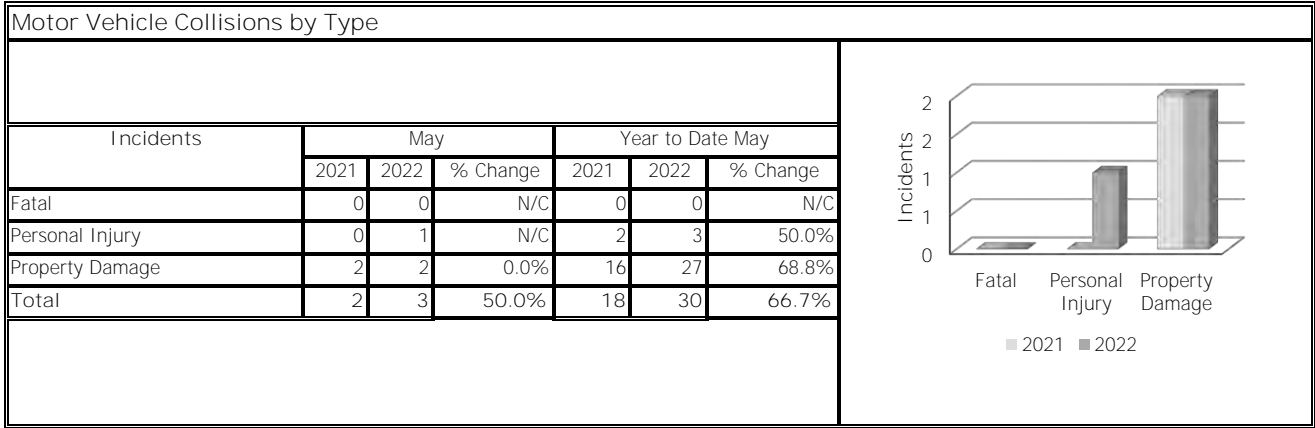 Motor Vehicle Collisions by Type
Incidents May Year to Date May
2021 2022 % Change 2021 2022 % Change
Fatal 0 0 N/C 0 0 N/C
Personal Injury 0 1 N/C 2 3 50.0%
Property Damage 2 2 0.0% 16 27 68.8%
Total 2 3 50.0% 18 30 66.7%
Incidents
2
2
1
1
0
Fatal Personal Property
Injury Damage
2021 2022